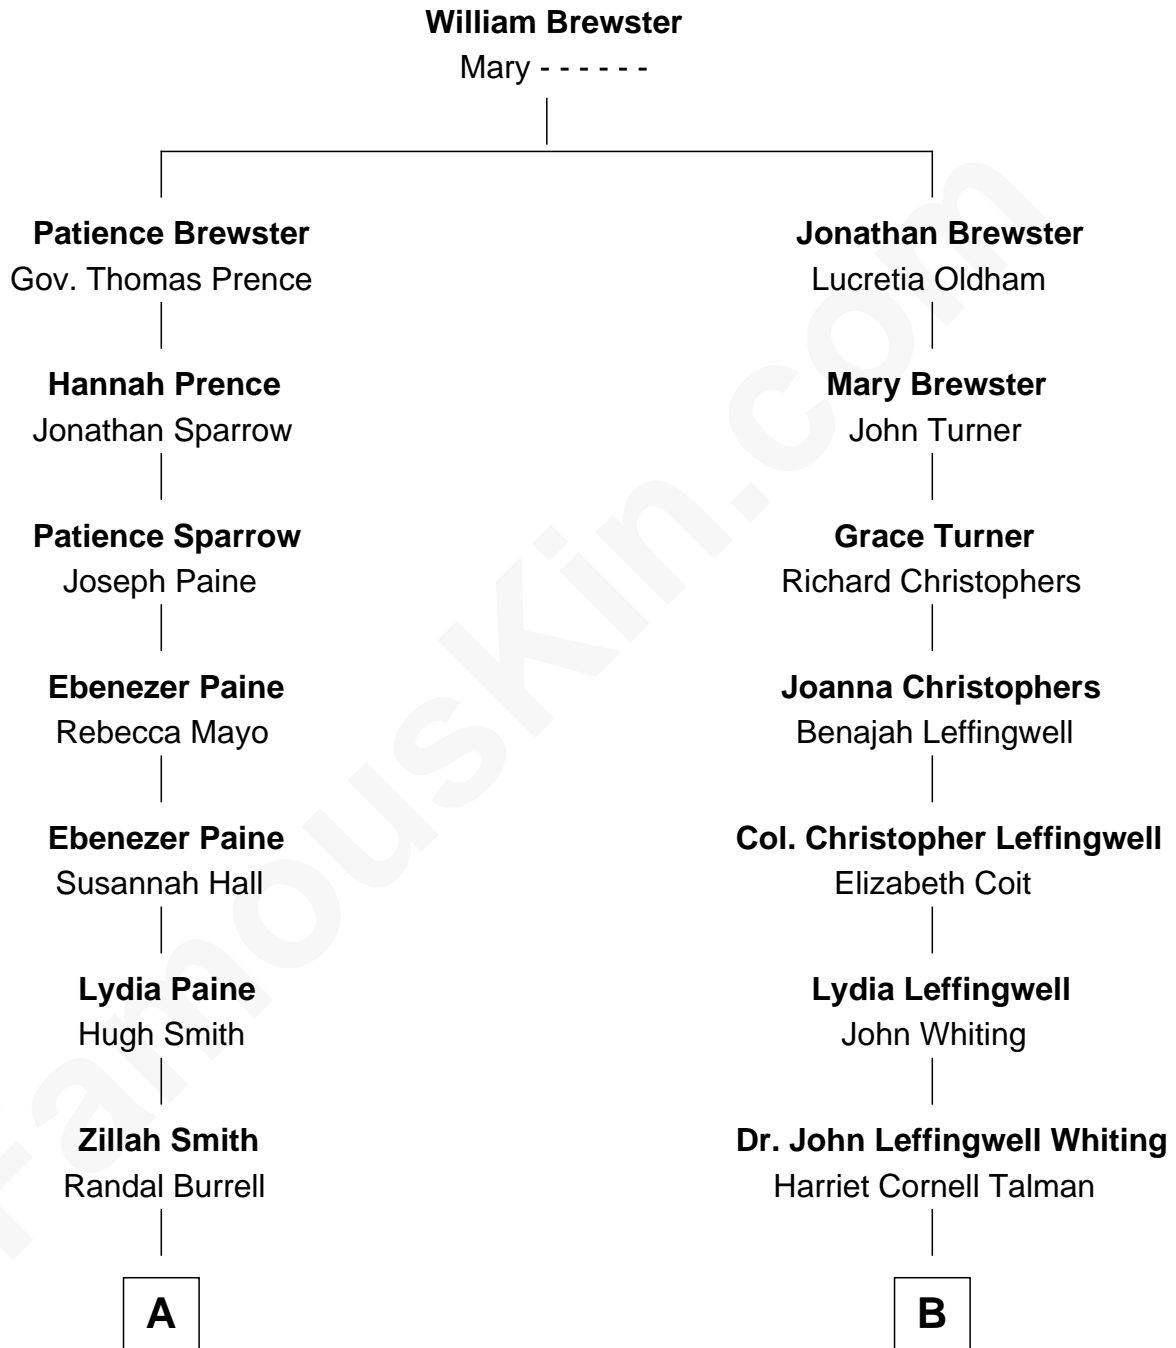 William Brewster
Mary - - - - - -
Patience Brewster
Gov. Thomas Prence
Jonathan Brewster
Lucretia Oldham
Hannah Prence
Jonathan Sparrow
Mary Brewster
John Turner
Patience Sparrow
Joseph Paine
Grace Turner
Richard Christophers
Ebenezer Paine
Rebecca Mayo
Joanna Christophers
Benajah Leffingwell
Ebenezer Paine
Susannah Hall
Col. Christopher Leffingwell
Elizabeth Coit
Lydia Paine
Hugh Smith
Lydia Leffingwell
John Whiting
Zillah Smith
Randal Burrell
Dr. John Leffingwell Whiting
Harriet Cornell Talman
A
B
FamousKin.com